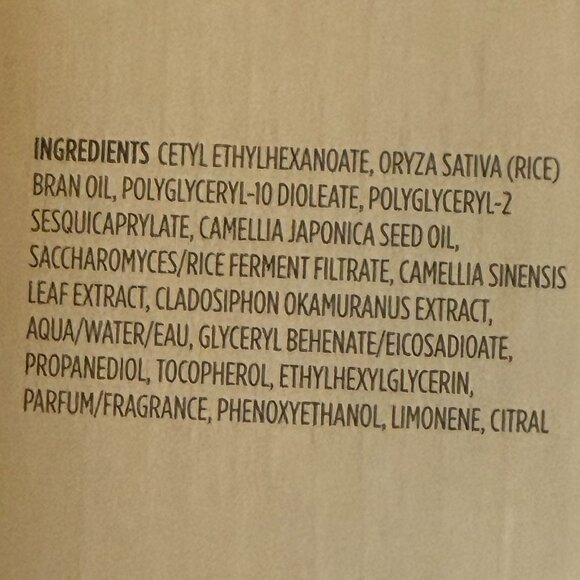 INGREDIENTS CETYL ETHYLHEXANOATE, ORYZA SATIVA (RICE)
BRAN OIL, POLYGLYCERYL-10 DIOLEATE, POLYGLYCERYL-2
SESQUICAPRYLATE, CAMELLIA JAPONICA SEED OIL,
SACCHAROMYCES/RICE FERMENT FILTRATE, CAMELLIA SINENSIS
LEAF EXTRACT, CLADOSIPHON OKAMURANUS EXTRACT,
AQUA/WATER/EAU, GLYCERYL BEHENATE/EICOSADIOATE,
PROPANEDIOL, TOCOPHEROL, ETHYLHEXYLGLYCERIN,
PARFUM/FRAGRANCE, PHENOXYETHANOL, LIMONENE, CITRAL